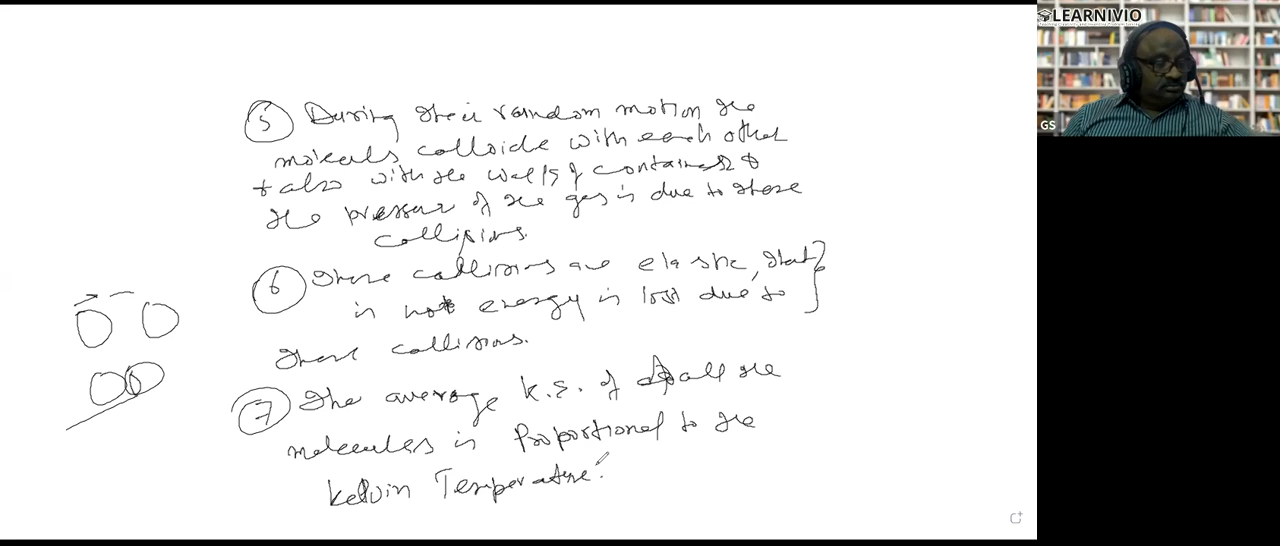 LEARNIVIO
GS
5 During their random motion the
molecules colloide with each other
+ also with the walls of container &
the pressure of the gas is due to these
collisions.
6 These collisions are elastic, that
is not energy is lost due to
these collisions.
7 The average K.E. of all the
molecules is proportional to the
kelvin Temperature.